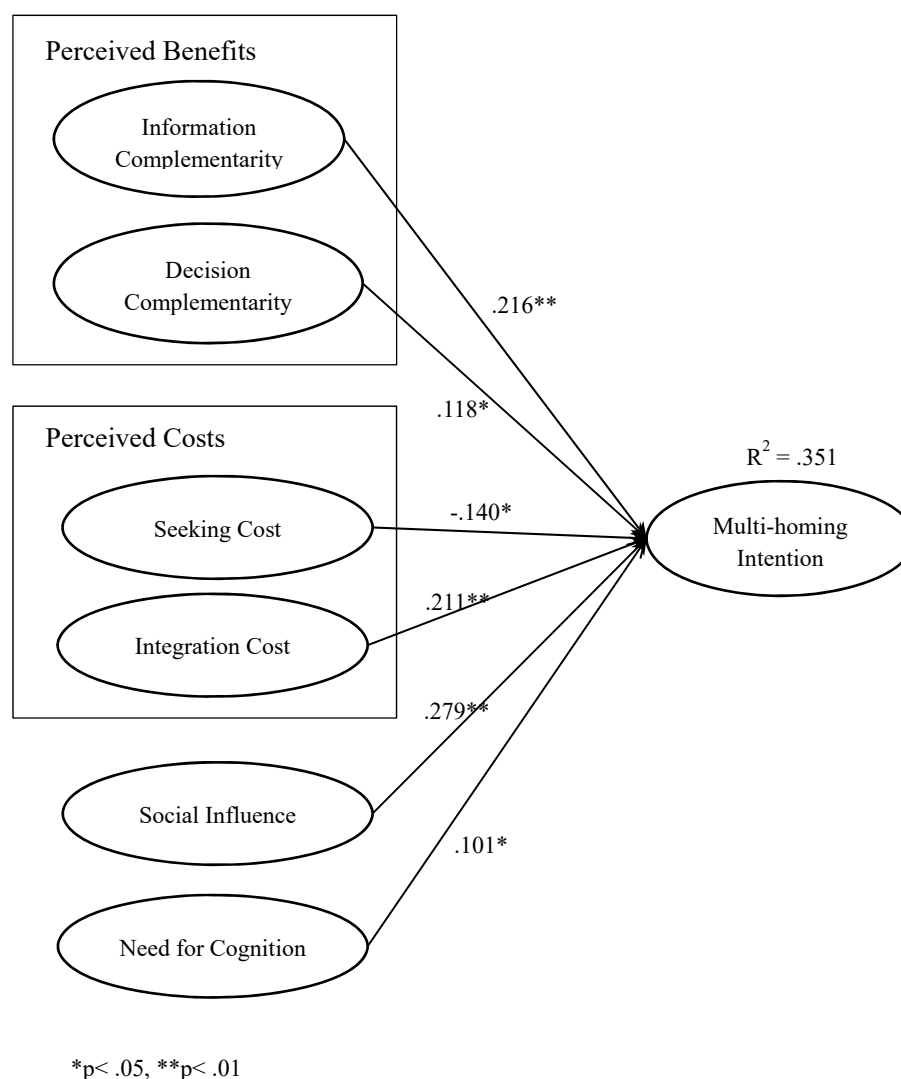 Perceived Benefits
Information
Complementarity
Decision
Complementarity
.216**
.118*
Perceived Costs
R² = .351
Seeking Cost
-.140*
Multi-homing
Intention
.211**
Integration Cost
.279**
Social Influence
.101*
Need for Cognition
*p< .05, **p< .01